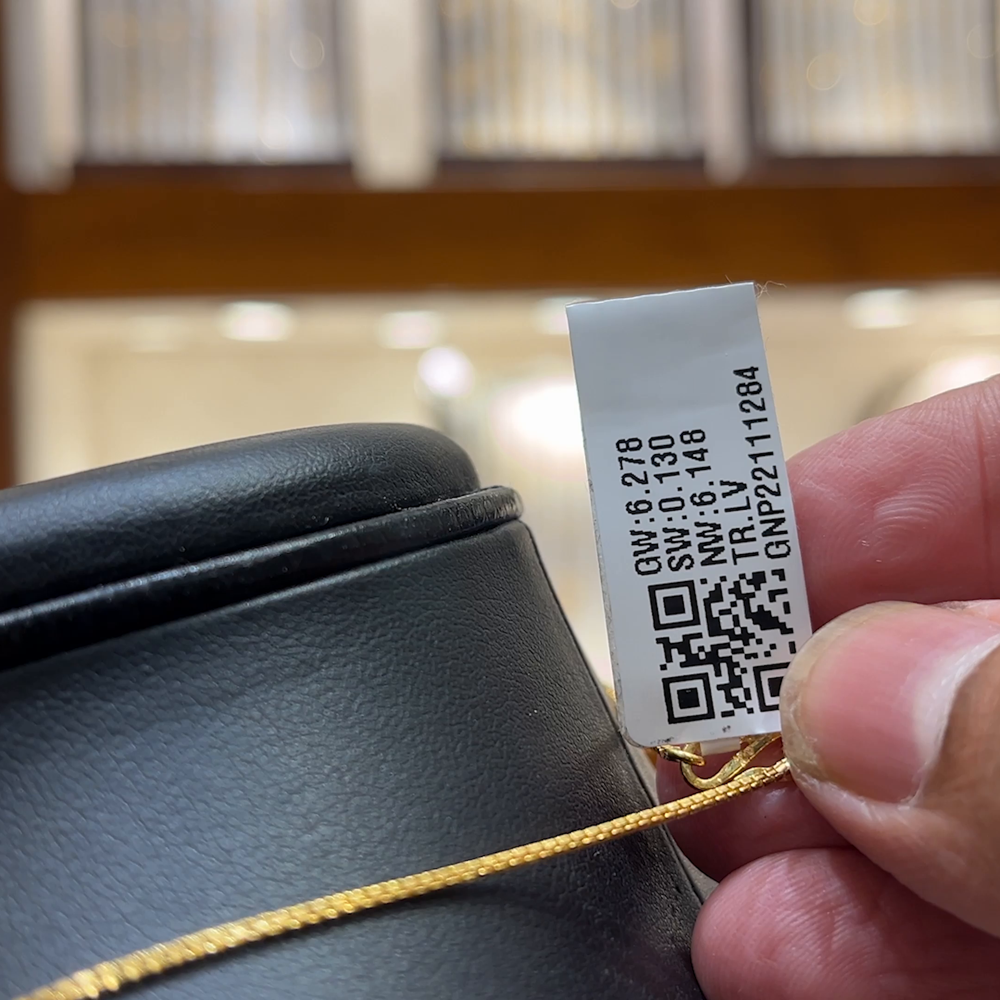 GW:6.278
SW:0.130
NW:6.148
TR.LV
GNP22111284